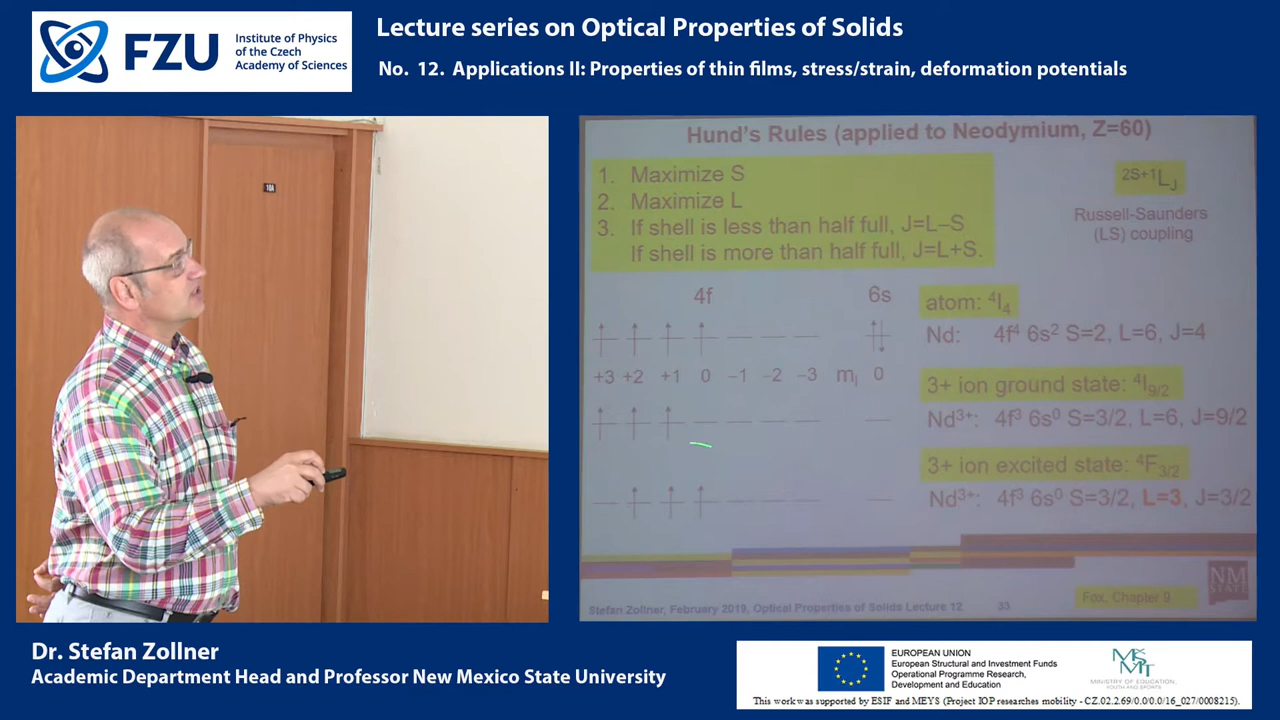 FZU
Institute of Physics
of the Czech
Academy of Sciences
Lecture series on Optical Properties of Solids
No. 12. Applications II: Properties of thin films, stress/strain, deformation potentials
10A
Hund's Rules (applied to Neodymium, Z=60)
1. Maximize S
2. Maximize L
3. If shell is less than half full, J=L–S
If shell is more than half full, J=L+S.
2S+1LJ
Russell-Saunders
(LS) coupling
4f 6s
atom: 4I4
Nd: 4f4 6s2 S=2, L=6, J=4
+3 +2 +1 0 –1 –2 –3 ml 0
3+ ion ground state: 4I9/2
Nd3+: 4f3 6s0 S=3/2, L=6, J=9/2
3+ ion excited state: 4F3/2
Nd3+: 4f3 6s0 S=3/2, L=3, J=3/2
NM
STATE
Fox, Chapter 9
Stefan Zollner, February 2019, Optical Properties of Solids Lecture 12 33
Dr. Stefan Zollner
Academic Department Head and Professor New Mexico State University
EUROPEAN UNION
European Structural and Investment Funds
Operational Programme Research,
Development and Education
MINISTRY OF EDUCATION,
YOUTH AND SPORTS
This work was supported by ESIF and MEYS (Project IOP researches mobility - CZ.02.2.69/0.0/0.0/16_027/0008215).